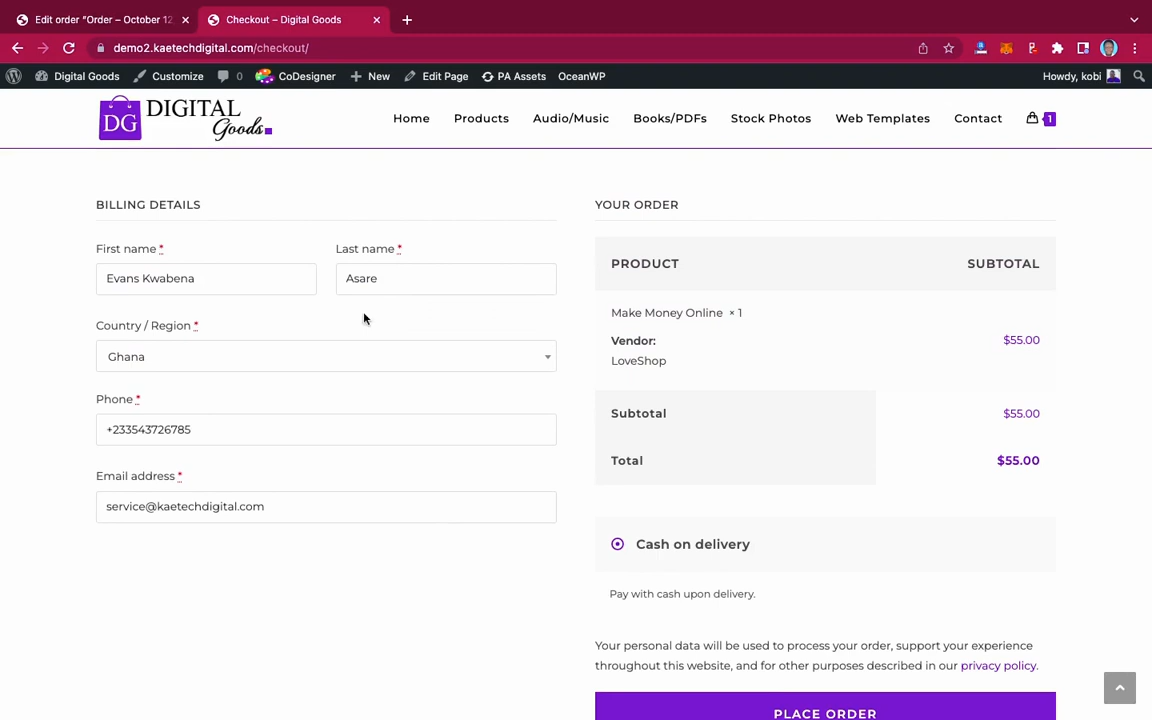 Edit order "Order – October 12
Checkout – Digital Goods
demo2.kaetechdigital.com/checkout/
Digital Goods
Customize
0
CoDesigner
New
Edit Page
PA Assets
OceanWP
Howdy, kobi
DG DIGITAL
Goods
Home
Products
Audio/Music
Books/PDFs
Stock Photos
Web Templates
Contact
1
BILLING DETAILS
First name *
Last name *
Evans Kwabena
Asare
Country / Region *
Ghana
Phone *
+233543726785
Email address *
service@kaetechdigital.com
YOUR ORDER
PRODUCT SUBTOTAL
Make Money Online × 1
Vendor:
LoveShop
$55.00
Subtotal $55.00
Total $55.00
Cash on delivery
Pay with cash upon delivery.
Your personal data will be used to process your order, support your experience
throughout this website, and for other purposes described in our privacy policy.
PLACE ORDER